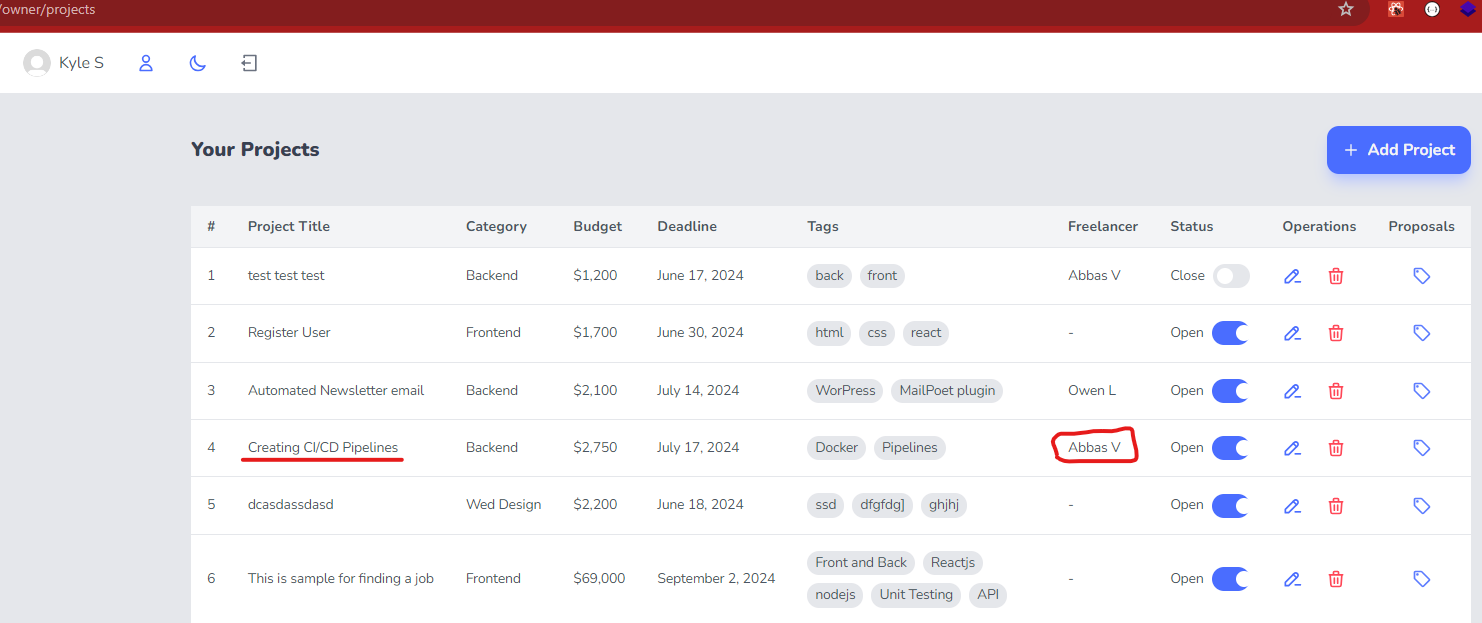 /owner/projects
Kyle S
Your Projects
+ Add Project
# Project Title Category Budget Deadline Tags Freelancer Status Operations Proposals
1 test test test Backend $1,200 June 17, 2024 back front Abbas V Close
2 Register User Frontend $1,700 June 30, 2024 html css react - Open
3 Automated Newsletter email Backend $2,100 July 14, 2024 WorPress MailPoet plugin Owen L Open
4 Creating CI/CD Pipelines Backend $2,750 July 17, 2024 Docker Pipelines Abbas V Open
5 dcasdassdasd Wed Design $2,200 June 18, 2024 ssd dfgfdg] ghjhj - Open
Front and Back Reactjs
6 This is sample for finding a job Frontend $69,000 September 2, 2024 - Open
nodejs Unit Testing API